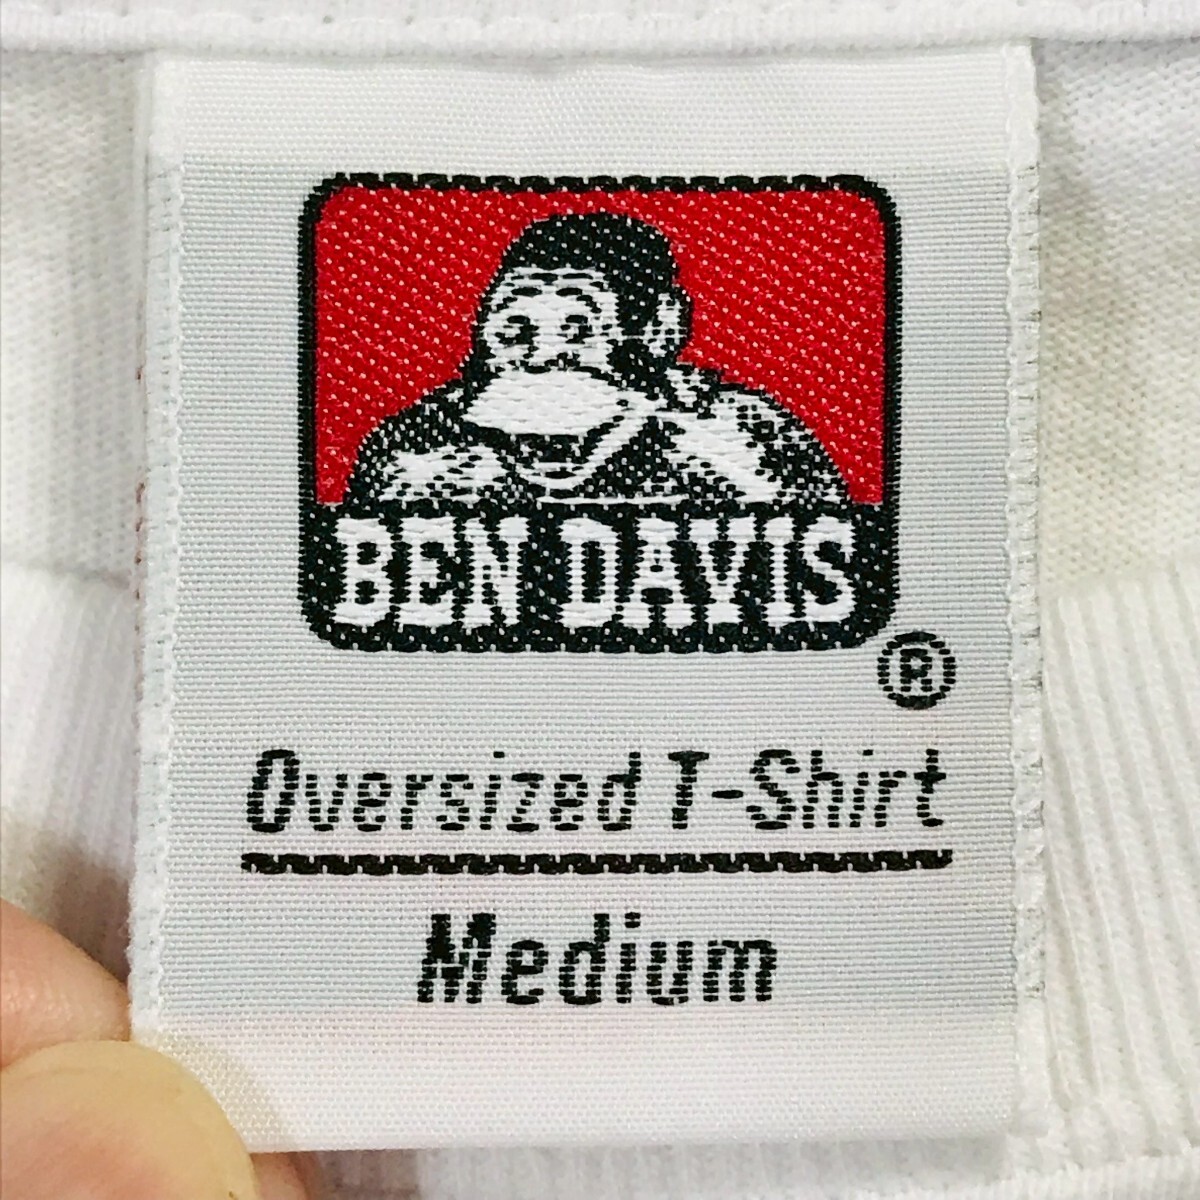 BEN DAVIS
®
Oversized T-Shirt
Medium